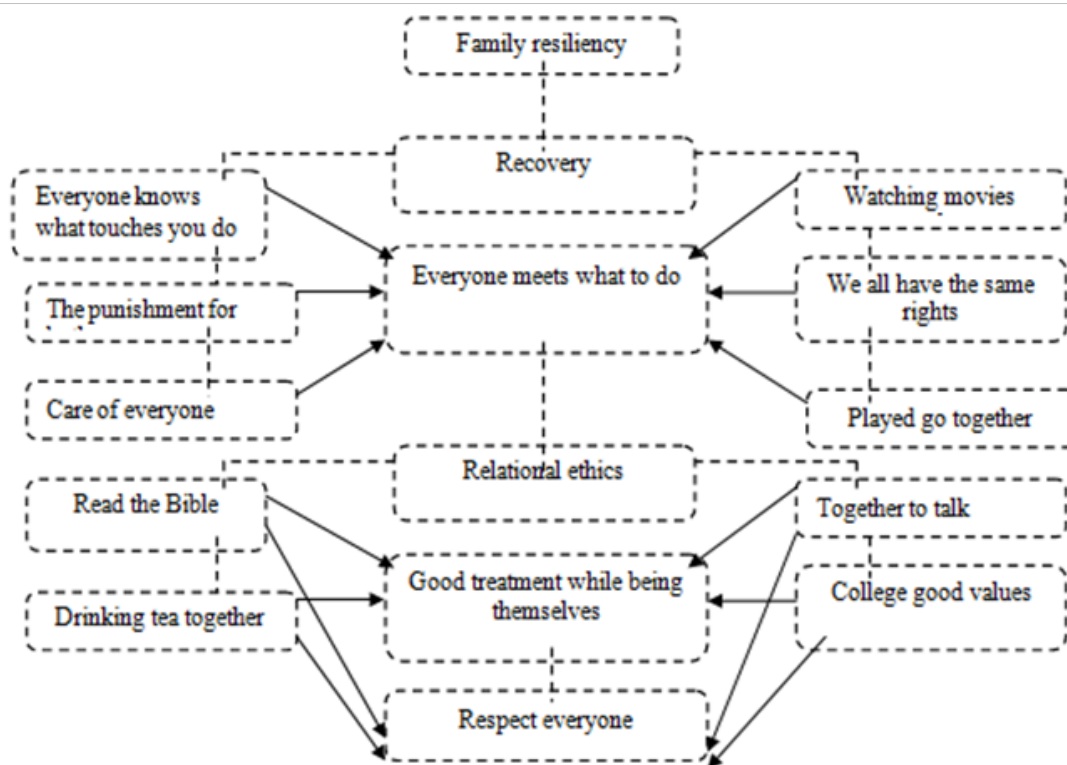 Family resiliency
Recovery
Everyone knows
what touches you do
Watching movies
Everyone meets what to do
We all have the same
rights
The punishment for
Care of everyone
Played go together
Relational ethics
Read the Bible
Together to talk
Good treatment while being
themselves
College good values
Drinking tea together
Respect everyone